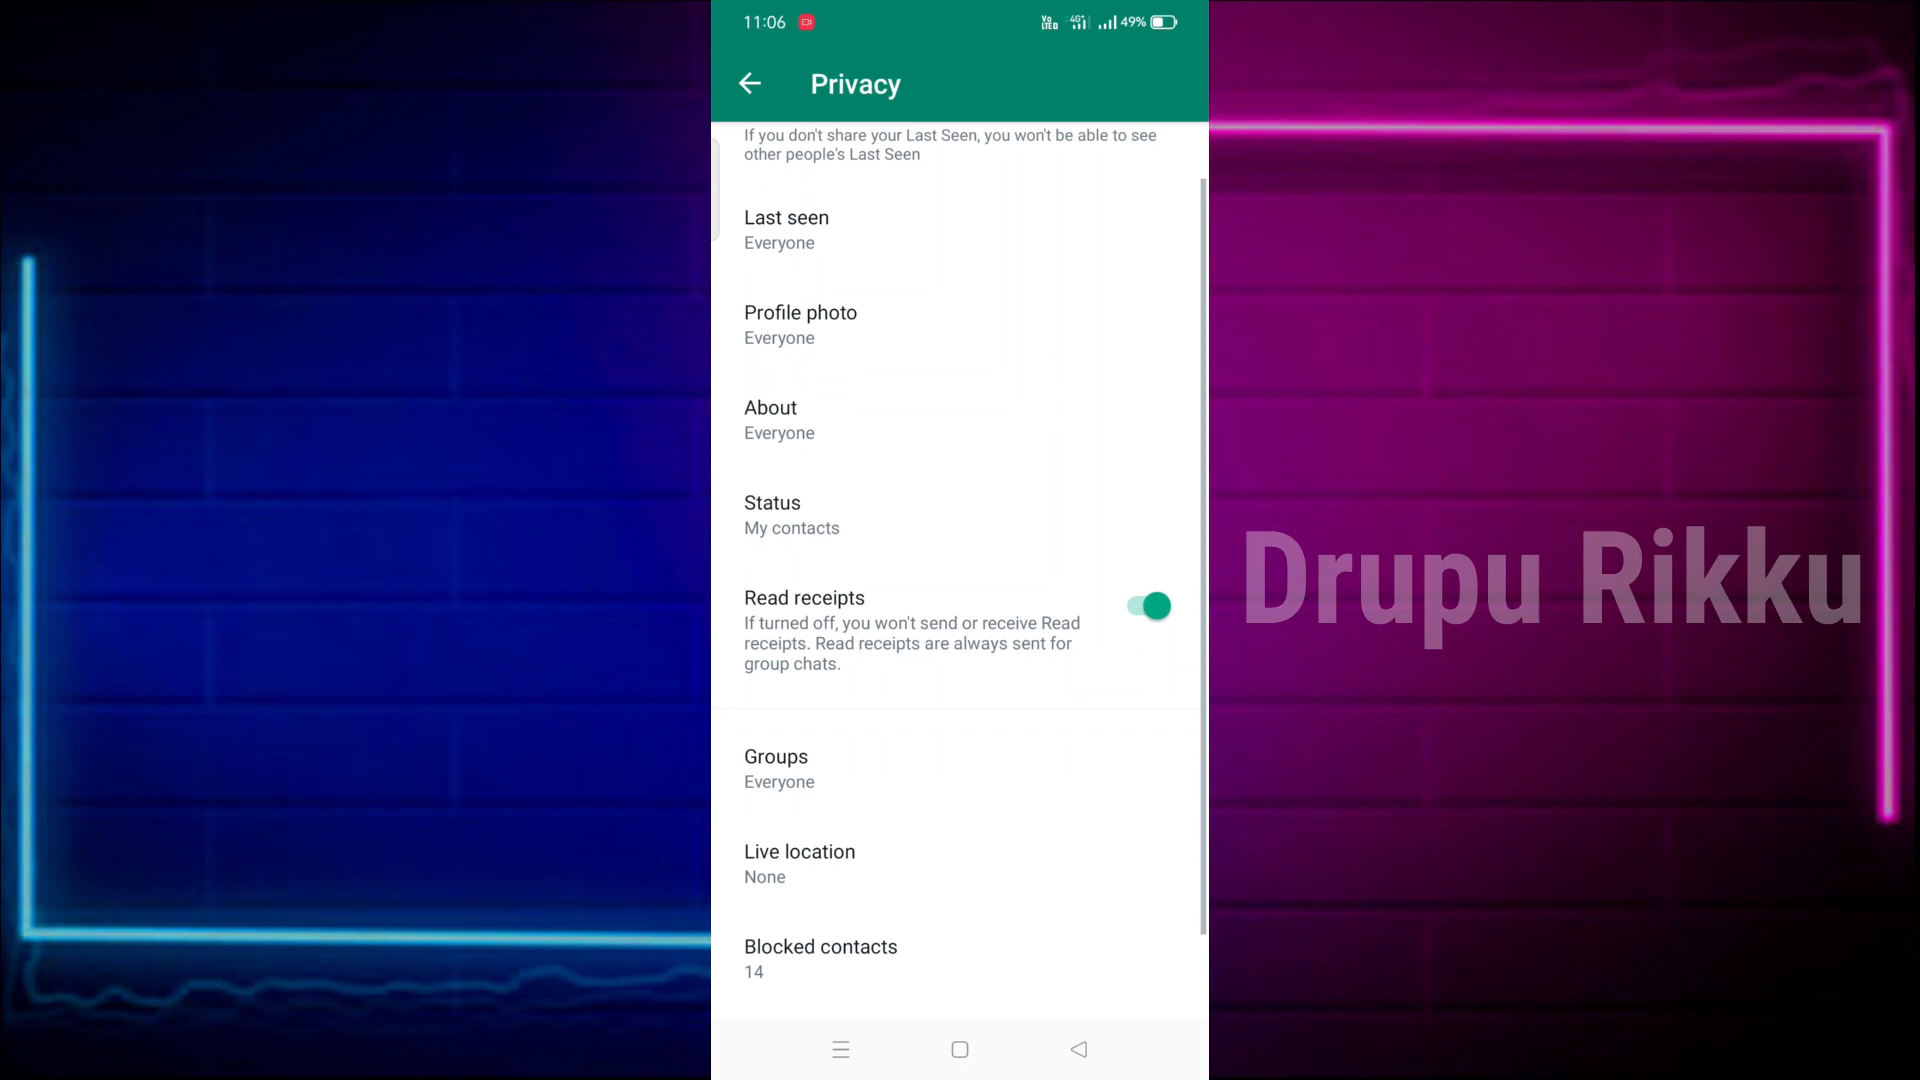 11:06
Vo LTE 4G+ 49%
Privacy
If you don't share your Last Seen, you won't be able to see
other people's Last Seen
Last seen
Everyone
Profile photo
Everyone
About
Everyone
Status
My contacts
Read receipts
If turned off, you won't send or receive Read
receipts. Read receipts are always sent for
group chats.
Groups
Everyone
Live location
None
Blocked contacts
14
Drupu Rikku